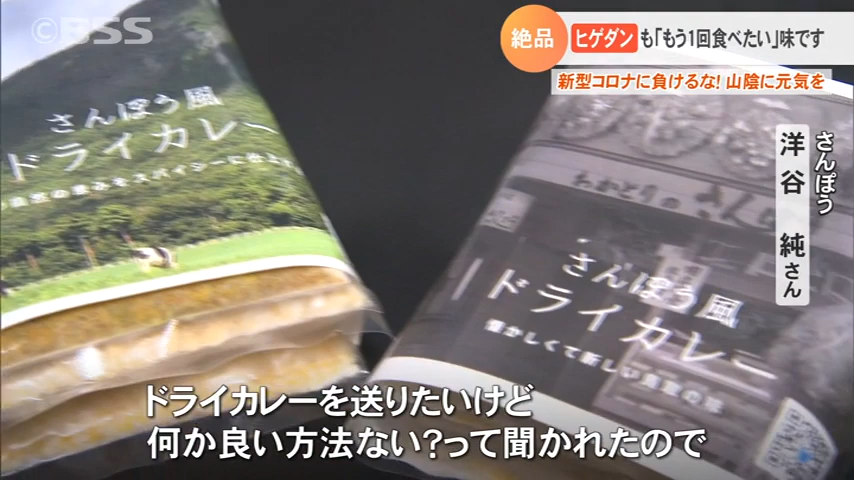 ©BSS
絶品
ヒゲダン も「もう1回食べたい」味です
新型コロナに負けるな!山陰に元気を
さんぽう
洋谷 純さん
さんぽう風
ドライカレー
さんぽう風
ドライカレー
懐かしくて新しい
ドライカレーを送りたいけど
何か良い方法ない?って聞かれたので